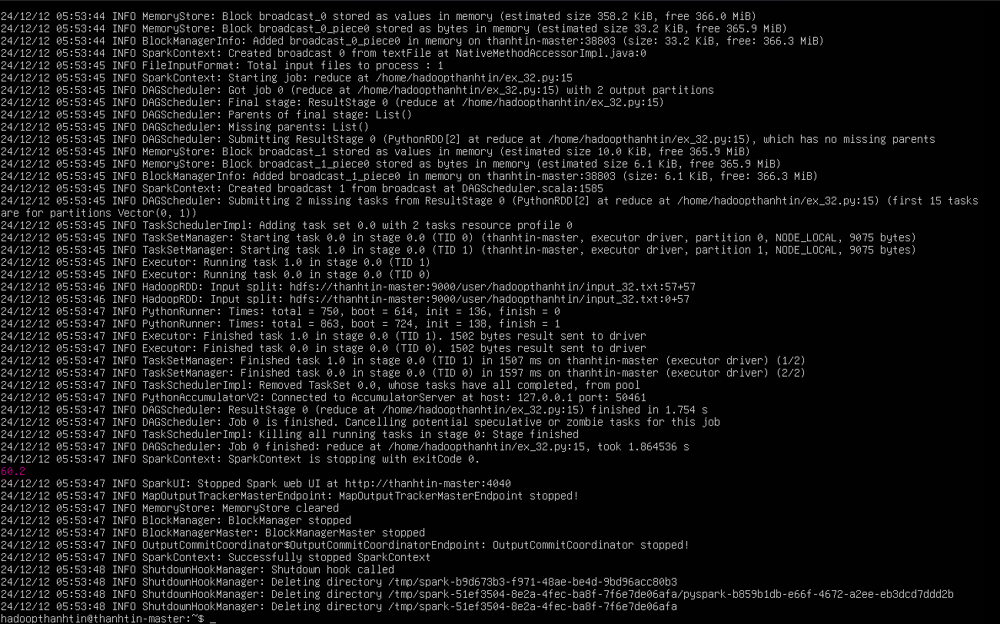 24/12/12 05:53:44 INFO MemoryStore: Block broadcast_0 stored as values in memory (estimated size 358.2 KiB, free 366.0 MiB)
24/12/12 05:53:44 INFO MemoryStore: Block broadcast_0_piece0 stored as bytes in memory (estimated size 33.2 KiB, free 365.9 MiB)
24/12/12 05:53:44 INFO BlockManagerInfo: Added broadcast_0_piece0 in memory on thanhtin-master:38803 (size: 33.2 KiB, free: 366.3 MiB)
24/12/12 05:53:44 INFO SparkContext: Created broadcast 0 from textFile at NativeMethodAccessorImpl.java:0
24/12/12 05:53:45 INFO FileInputFormat: Total input files to process : 1
24/12/12 05:53:45 INFO SparkContext: Starting job: reduce at /home/hadoopthanhtin/ex_32.py:15
24/12/12 05:53:45 INFO DAGScheduler: Got job 0 (reduce at /home/hadoopthanhtin/ex_32.py:15) with 2 output partitions
24/12/12 05:53:45 INFO DAGScheduler: Final stage: ResultStage 0 (reduce at /home/hadoopthanhtin/ex_32.py:15)
24/12/12 05:53:45 INFO DAGScheduler: Parents of final stage: List()
24/12/12 05:53:45 INFO DAGScheduler: Missing parents: List()
24/12/12 05:53:45 INFO DAGScheduler: Submitting ResultStage 0 (PythonRDD[2] at reduce at /home/hadoopthanhtin/ex_32.py:15), which has no missing parents
24/12/12 05:53:45 INFO MemoryStore: Block broadcast_1 stored as values in memory (estimated size 10.0 KiB, free 365.9 MiB)
24/12/12 05:53:45 INFO MemoryStore: Block broadcast_1_piece0 stored as bytes in memory (estimated size 6.1 KiB, free 365.9 MiB)
24/12/12 05:53:45 INFO BlockManagerInfo: Added broadcast_1_piece0 in memory on thanhtin-master:38803 (size: 6.1 KiB, free: 366.3 MiB)
24/12/12 05:53:45 INFO SparkContext: Created broadcast 1 from broadcast at DAGScheduler.scala:1585
24/12/12 05:53:45 INFO DAGScheduler: Submitting 2 missing tasks from ResultStage 0 (PythonRDD[2] at reduce at /home/hadoopthanhtin/ex_32.py:15) (first 15 tasks
are for partitions Vector(0, 1))
24/12/12 05:53:45 INFO TaskSchedulerImpl: Adding task set 0.0 with 2 tasks resource profile 0
24/12/12 05:53:45 INFO TaskSetManager: Starting task 0.0 in stage 0.0 (TID 0) (thanhtin-master, executor driver, partition 0, NODE_LOCAL, 9075 bytes)
24/12/12 05:53:45 INFO TaskSetManager: Starting task 1.0 in stage 0.0 (TID 1) (thanhtin-master, executor driver, partition 1, NODE_LOCAL, 9075 bytes)
24/12/12 05:53:45 INFO Executor: Running task 1.0 in stage 0.0 (TID 1)
24/12/12 05:53:45 INFO Executor: Running task 0.0 in stage 0.0 (TID 0)
24/12/12 05:53:46 INFO HadoopRDD: Input split: hdfs://thanhtin-master:9000/user/hadoopthanhtin/input_32.txt:57+57
24/12/12 05:53:46 INFO HadoopRDD: Input split: hdfs://thanhtin-master:9000/user/hadoopthanhtin/input_32.txt:0+57
24/12/12 05:53:47 INFO PythonRunner: Times: total = 750, boot = 614, init = 136, finish = 0
24/12/12 05:53:47 INFO PythonRunner: Times: total = 863, boot = 724, init = 138, finish = 1
24/12/12 05:53:47 INFO Executor: Finished task 1.0 in stage 0.0 (TID 1). 1502 bytes result sent to driver
24/12/12 05:53:47 INFO Executor: Finished task 0.0 in stage 0.0 (TID 0). 1502 bytes result sent to driver
24/12/12 05:53:47 INFO TaskSetManager: Finished task 1.0 in stage 0.0 (TID 1) in 1507 ms on thanhtin-master (executor driver) (1/2)
24/12/12 05:53:47 INFO TaskSetManager: Finished task 0.0 in stage 0.0 (TID 0) in 1597 ms on thanhtin-master (executor driver) (2/2)
24/12/12 05:53:47 INFO TaskSchedulerImpl: Removed TaskSet 0.0, whose tasks have all completed, from pool
24/12/12 05:53:47 INFO PythonAccumulatorV2: Connected to AccumulatorServer at host: 127.0.0.1 port: 50461
24/12/12 05:53:47 INFO DAGScheduler: ResultStage 0 (reduce at /home/hadoopthanhtin/ex_32.py:15) finished in 1.754 s
24/12/12 05:53:47 INFO DAGScheduler: Job 0 is finished. Cancelling potential speculative or zombie tasks for this job
24/12/12 05:53:47 INFO TaskSchedulerImpl: Killing all running tasks in stage 0: Stage finished
24/12/12 05:53:47 INFO DAGScheduler: Job 0 finished: reduce at /home/hadoopthanhtin/ex_32.py:15, took 1.864536 s
24/12/12 05:53:47 INFO SparkContext: SparkContext is stopping with exitCode 0.
60.2
24/12/12 05:53:47 INFO SparkUI: Stopped Spark web UI at http://thanhtin-master:4040
24/12/12 05:53:47 INFO MapOutputTrackerMasterEndpoint: MapOutputTrackerMasterEndpoint stopped!
24/12/12 05:53:47 INFO MemoryStore: MemoryStore cleared
24/12/12 05:53:47 INFO BlockManager: BlockManager stopped
24/12/12 05:53:47 INFO BlockManagerMaster: BlockManagerMaster stopped
24/12/12 05:53:47 INFO OutputCommitCoordinator$OutputCommitCoordinatorEndpoint: OutputCommitCoordinator stopped!
24/12/12 05:53:47 INFO SparkContext: Successfully stopped SparkContext
24/12/12 05:53:48 INFO ShutdownHookManager: Shutdown hook called
24/12/12 05:53:48 INFO ShutdownHookManager: Deleting directory /tmp/spark-b9d673b3-f971-48ae-be4d-9bd96acc80b3
24/12/12 05:53:48 INFO ShutdownHookManager: Deleting directory /tmp/spark-51ef3504-8e2a-4fec-ba8f-7f6e7de06afa/pyspark-b859b1db-e66f-4672-a2ee-eb3dcd7ddd2b
24/12/12 05:53:48 INFO ShutdownHookManager: Deleting directory /tmp/spark-51ef3504-8e2a-4fec-ba8f-7f6e7de06afa
hadoopthanhtin@thanhtin-master:~$ _